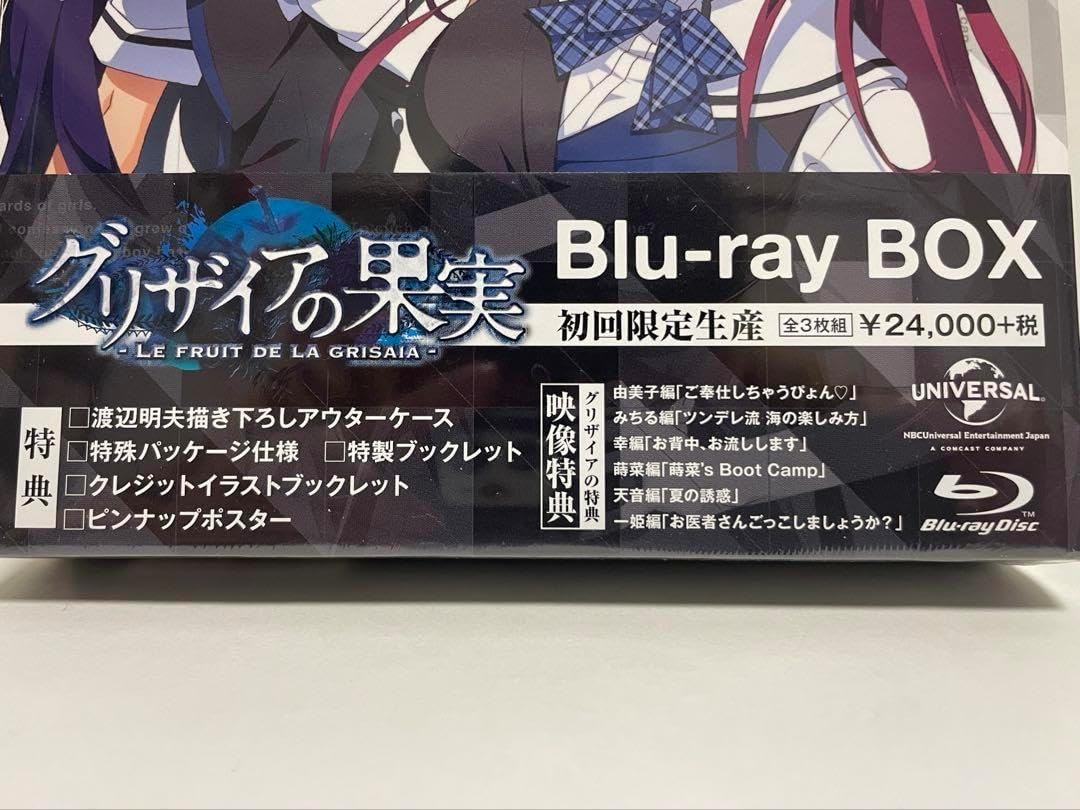 ards of girls.
グリザイアの果実
- LE FRUIT DE LA GRISAIA -
Blu-ray BOX
初回限定生産 全3枚組 ¥24,000+税
特典
□渡辺明夫描き下ろしアウターケース
□特殊パッケージ仕様 □特製ブックレット
□クレジットイラストブックレット
□ピンナップポスター
グリザイアの特典
映像特典
由美子編「ご奉仕しちゃうぴょん♡」
みちる編「ツンデレ流 海の楽しみ方」
幸編「お背中、お流しします」
蒔菜編「蒔菜's Boot Camp」
天音編「夏の誘惑」
一姫編「お医者さんごっこしましょうか?」
UNIVERSAL
NBCUniversal Entertainment Japan
A COMCAST COMPANY
Blu-ray Disc TM